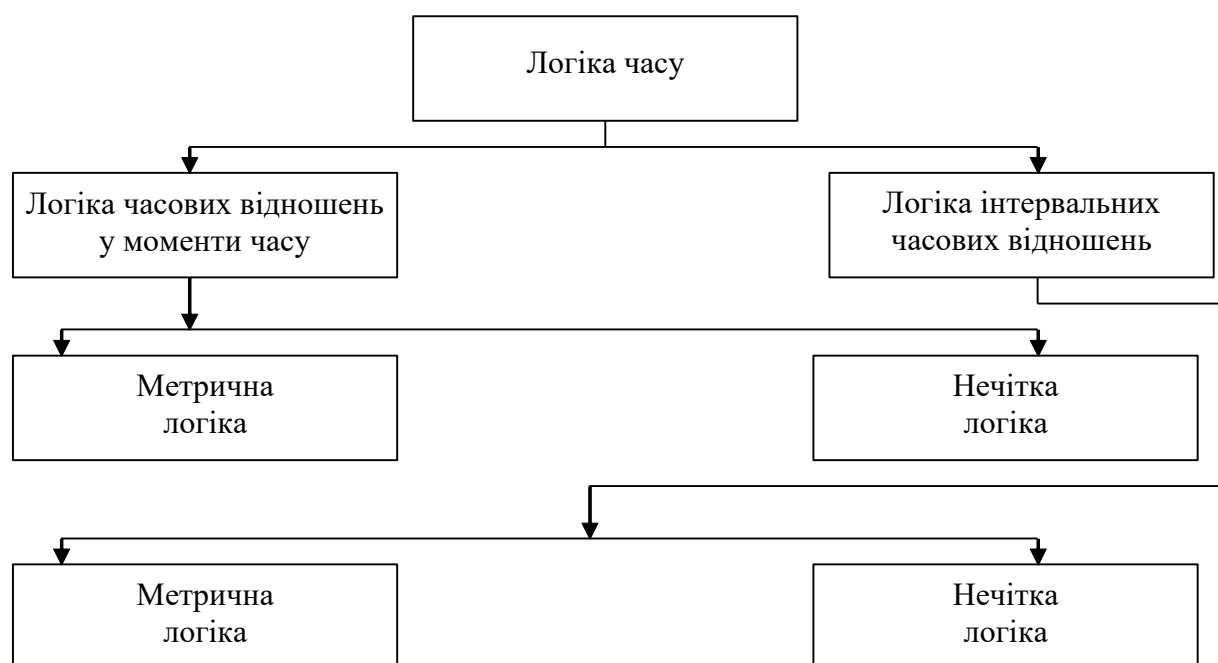 Логіка часу
Логіка часових відношень
у моменти часу
Логіка інтервальних
часових відношень
Метрична
логіка
Нечітка
логіка
Метрична
логіка
Нечітка
логіка